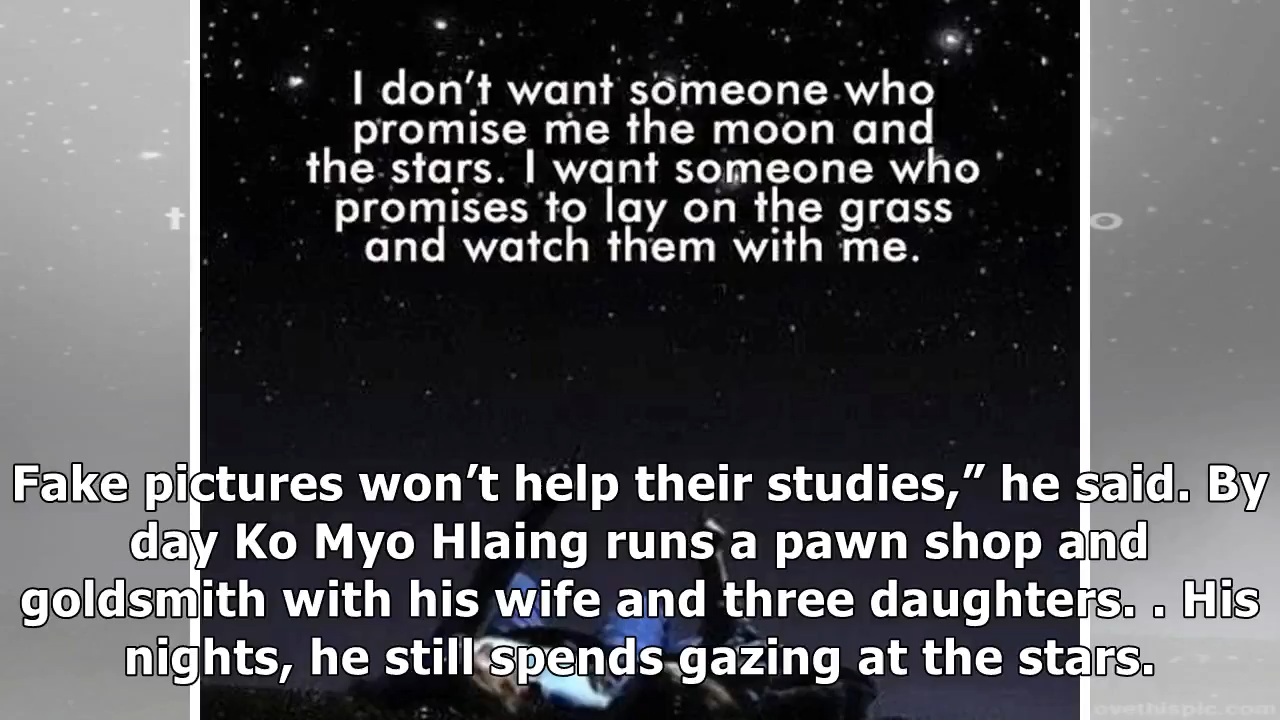 I don’t want someone who
promise me the moon and
the stars. I want someone who
promises to lay on the grass
and watch them with me.
Fake pictures won’t help their studies,” he said. By
day Ko Myo Hlaing runs a pawn shop and
goldsmith with his wife and three daughters. . His
nights, he still spends gazing at the stars.